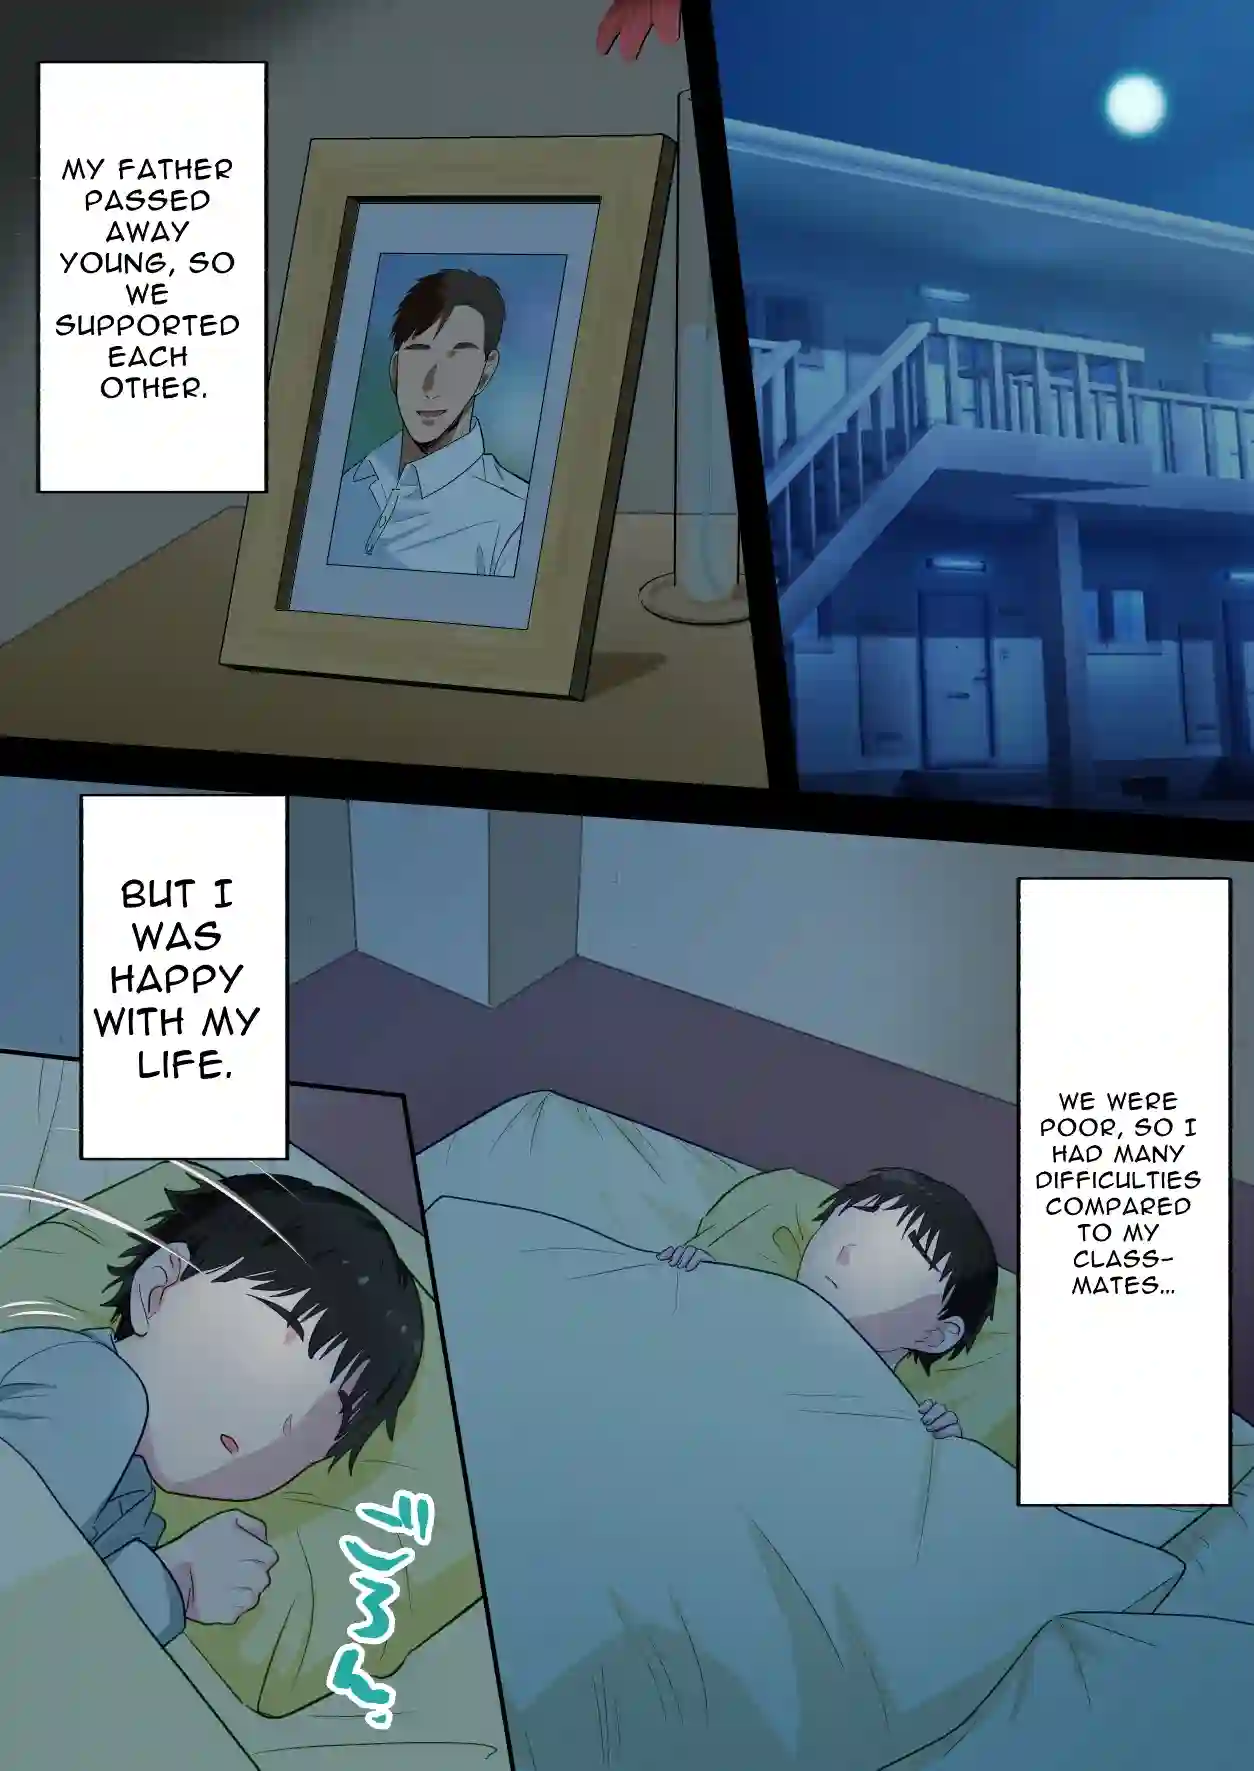 MY FATHER
PASSED
AWAY
YOUNG, SO
WE
SUPPORTED
EACH
OTHER.
WE WERE
POOR, SO I
HAD MANY
DIFFICULTIES
COMPARED
TO MY
CLASS-
MATES...
BUT I
WAS
HAPPY
WITH MY
LIFE.